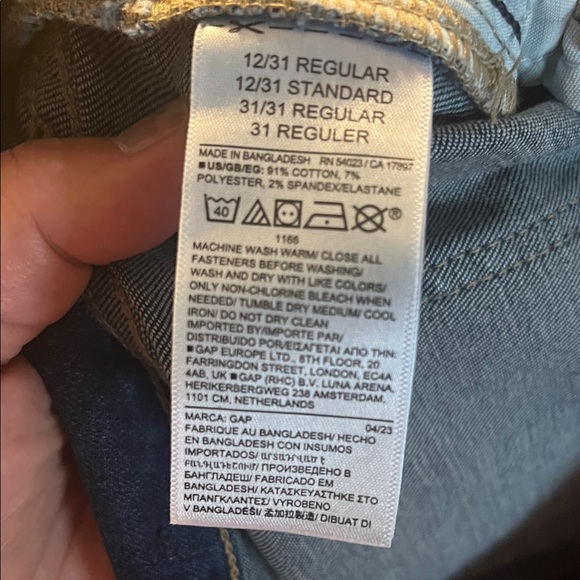 12/31 REGULAR
12/31 STANDARD
31/31 REGULAR
31 REGULER
MADE IN BANGLADESH RN 54023 / CA 17897
■ US/GB/EG: 91% COTTON, 7%
POLYESTER, 2% SPANDEX/ELASTANE
40 ®
1166
MACHINE WASH WARM/ CLOSE ALL
FASTENERS BEFORE WASHING/
WASH AND DRY WITH LIKE COLORS/
ONLY NON-CHLORINE BLEACH WHEN
NEEDED/ TUMBLE DRY MEDIUM/ COOL
IRON/ DO NOT DRY CLEAN
IMPORTED BY/IMPORTE PAR/
DISTRIBUIDO POR/ΕΙΣΑΓΕΤΑΙ ΑΠΟ ΤΗΝ:
■ GAP EUROPE LTD., 8TH FLOOR, 20
FARRINGDON STREET, LONDON, EC4A
4AB, UK ■ GAP (RHC) B.V. LUNA ARENA,
HERIKERBERGWEG 238 AMSTERDAM,
1101 CM, NETHERLANDS
MARCA: GAP 04/23
FABRIQUE AU BANGLADESH/ HECHO
EN BANGLADESH CON INSUMOS
IMPORTADOS/ ԱՐՏԱԴՐՎԱԾ Է
ԲԱՆԳԼԱԴԵՇՈՒՄ/ ПРОИЗВЕДЕНО В
БАНГЛАДЕШ/ FABRICADO EM
BANGLADESH/ ΚΑΤΑΣΚΕΥΑΣΤΗΚΕ ΣΤΟ
ΜΠΑΝΓΚΛΑΝΤΕΣ/ VYROBENO
V BANGLADÉŠI/ 孟加拉製造/ DIBUAT DI